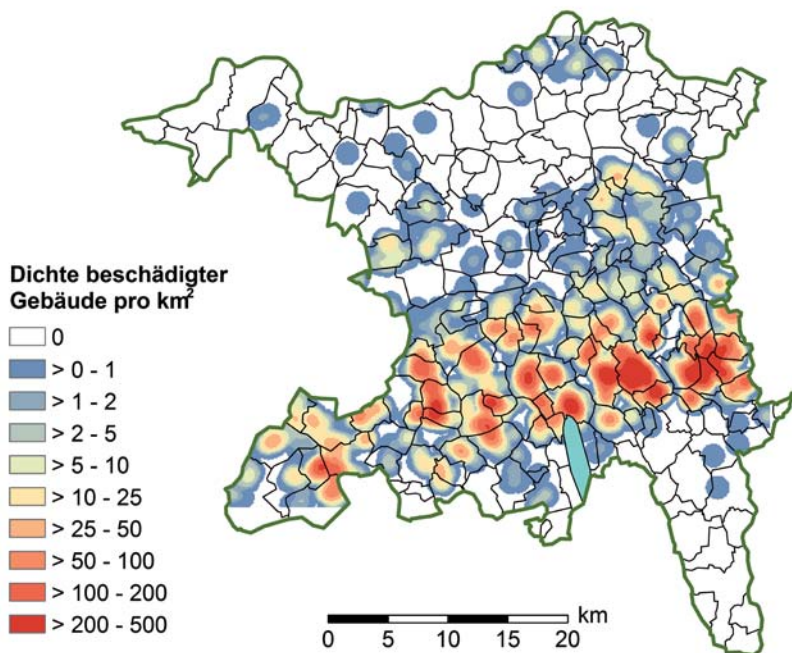 Dichte beschädigter
Gebäude pro km²
0
> 0 - 1
> 1 - 2
> 2 - 5
> 5 - 10
> 10 - 25
> 25 - 50
> 50 - 100
> 100 - 200
> 200 - 500
km
0 5 10 15 20